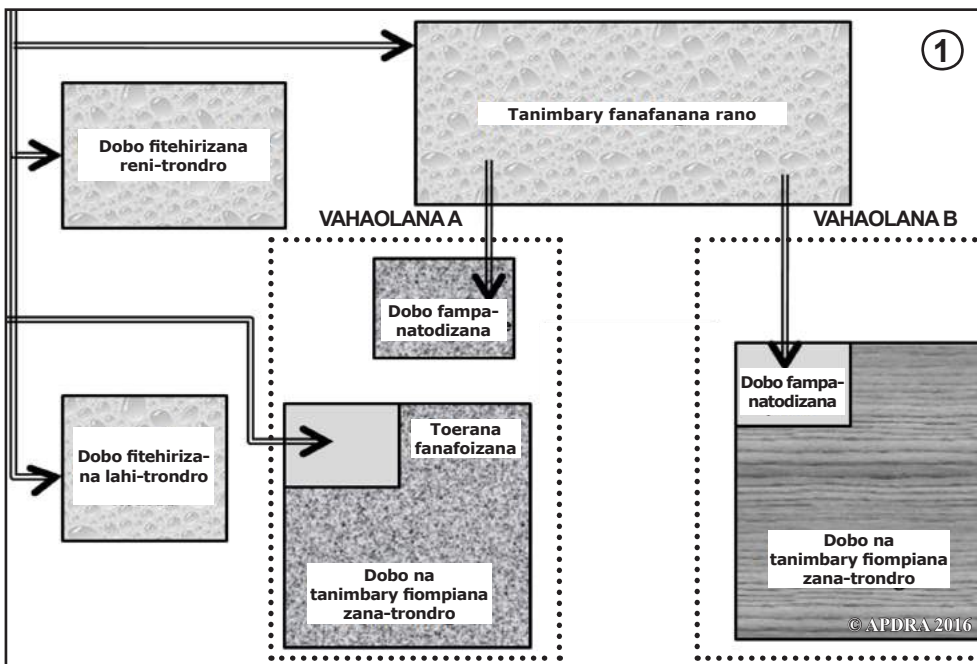 1
Tanimbary fanafanana rano
Dobo fitehirizana
reni-trondro
VAHAOLANA A
VAHAOLANA B
Dobo fampa-
natodizana
Dobo fampa-
natodizana
Toerana
fanafoizana
Dobo fitehiriza-
na lahi-trondro
Dobo na
tanimbary fiompiana
zana-trondro
Dobo na
tanimbary fiompiana
zana-trondro
© APDRA 2016